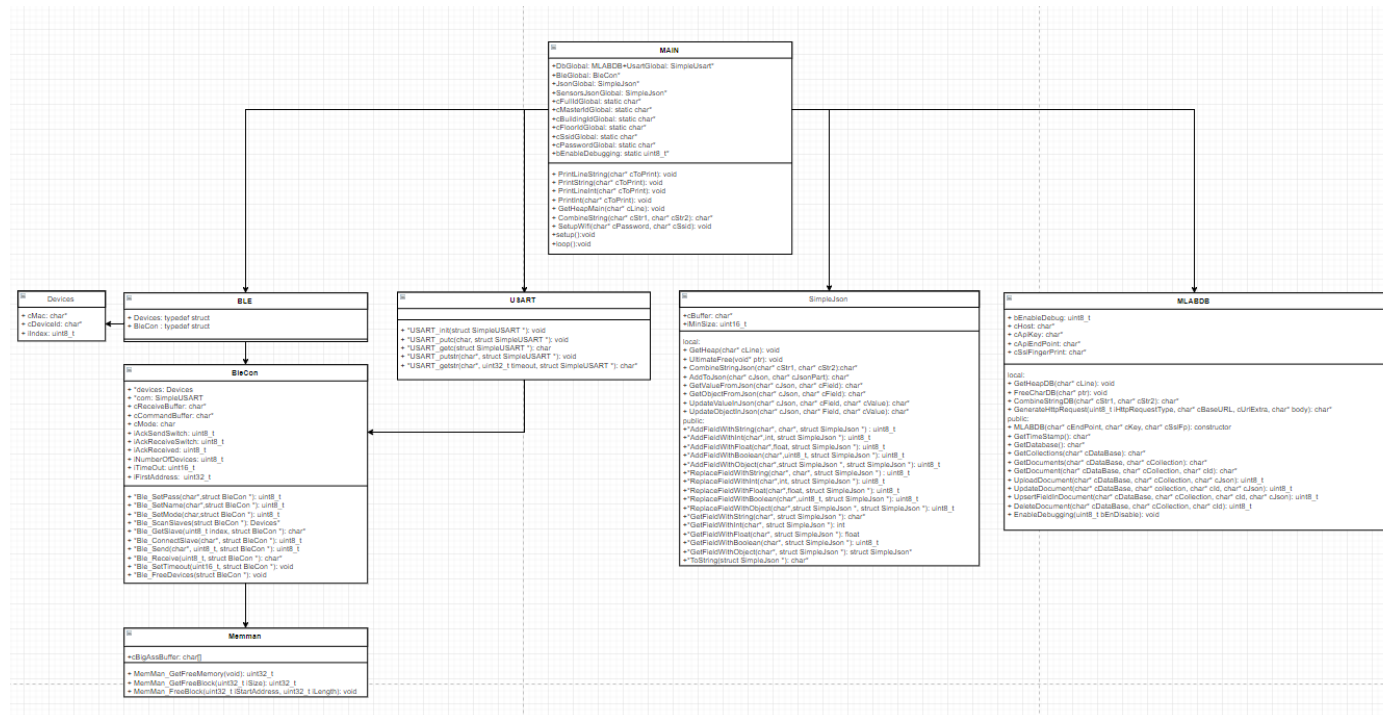 MAIN
+DbGlobal: MLABDB+UsartGlobal: SimpleUsart*
+BleGlobal: BleCon*
+JsonGlobal: SimpleJson*
+SensorsJsonGlobal: SimpleJson*
+cFullIdGlobal: static char*
+cMasterIdGlobal: static char*
+cBuildingIdGlobal: static char*
+cFloorIdGlobal: static char*
+cSsidGlobal: static char*
+cPasswordGlobal: static char*
+bEnableDebugging: static uint8_t*
+ PrintLineString(char* cToPrint): void
+ PrintString(char* cToPrint): void
+ PrintLineInt(char* cToPrint): void
+ PrintInt(char* cToPrint): void
+ GetHeapMain(char* cLine): void
+ CombineString(char* cStr1, char* cStr2): char*
+ SetupWifi(char* cPassword, char* cSsid): void
+setup():void
+loop():void
Devices
+ cMac: char*
+ cDeviceId: char*
+ iIndex: uint8_t
BLE
+ Devices: typedef struct
+ BleCon : typedef struct
BleCon
+ *devices: Devices
+ *com: SimpleUSART
+ cReceiveBuffer: char*
+ cCommandBuffer: char*
+ cMode: char
+ iAckSendSwitch: uint8_t
+ iAckReceiveSwitch: uint8_t
+ iAckReceived: uint8_t
+ iNumberOfDevices: uint8_t
+ iTimeOut: uint16_t
+ iFirstAddress:  uint32_t
+ *Ble_SetPass(char*,struct BleCon *): uint8_t
+ *Ble_SetName(char*,struct BleCon *): uint8_t
+ *Ble_SetMode(char,struct BleCon *): uint8_t
+ *Ble_ScanSlaves(struct BleCon *): Devices*
+ *Ble_GetSlave(uint8_t index, struct BleCon *): char*
+ *Ble_ConnectSlave(char*, struct BleCon *): uint8_t
+ *Ble_Send(char*, uint8_t, struct BleCon *): uint8_t
+ *Ble_Receive(uint8_t, struct BleCon *): char*
+ *Ble_SetTimeout(uint16_t, struct BleCon *): void
+ *Ble_FreeDevices(struct BleCon *): void
Memman
+cBigAssBuffer: char[]
+ MemMan_GetFreeMemory(void): uint32_t
+ MemMan_GetFreeBlock(uint32_t iSize): uint32_t
+ MemMan_FreeBlock(uint32_t iStartAddress, uint32_t iLength): void
USART
+ *USART_init(struct SimpleUSART *): void
+ *USART_putc(char, struct SimpleUSART *): void
+ *USART_getc(struct SimpleUSART *): char
+ *USART_putstr(char*, struct SimpleUSART *): void
+ *USART_getstr(char*, uint32_t timeout, struct SimpleUSART *): char*
SimpleJson
+cBuffer: char*
+iMinSize: uint16_t
local:
+ GetHeap(char* cLine): void
+ UltimateFree(void* ptr): void
+ CombineStringJson(char* cStr1, char* cStr2):char*
+ AddToJson(char* cJson, char* cJsonPart): char*
+ GetValueFromJson(char* cJson, char* cField): char*
+ GetObjectFromJson(char* cJson, char* cField): char*
+ UpdateValueInJson(char* cJson, char* cField, char* cValue): char*
+ UpdateObjectInJson(char* cJson, char* Field, char* cValue): char*
public:
+*AddFieldWithString(char*, char*, struct SimpleJson *) : uint8_t
+*AddFieldWithInt(char*,int, struct SimpleJson *): uint8_t
+*AddFieldWithFloat(char*,float, struct SimpleJson *): uint8_t
+*AddFieldWithBoolean(char*,uint8_t, struct SimpleJson *): uint8_t
+*AddFieldWithObject(char*,struct SimpleJson *, struct SimpleJson *): uint8_t
+*ReplaceFieldWithString(char*, char*, struct SimpleJson *) : uint8_t
+*ReplaceFieldWithInt(char*,int, struct SimpleJson *): uint8_t
+*ReplaceFieldWithFloat(char*,float, struct SimpleJson *): uint8_t
+*ReplaceFieldWithBoolean(char*,uint8_t, struct SimpleJson *): uint8_t
+*ReplaceFieldWithObject(char*,struct SimpleJson *, struct SimpleJson *): uint8_t
+*GetFieldWithString(char*, struct SimpleJson *): char*
+*GetFieldWithInt(char*, struct SimpleJson *): int
+*GetFieldWithFloat(char*, struct SimpleJson *): float
+*GetFieldWithBoolean(char*, struct SimpleJson *): uint8_t
+*GetFieldWithObject(char*, struct SimpleJson *): struct SimpleJson*
+*ToString(struct SimpleJson *): char*
MLABDB
+ bEnableDebug: uint8_t
+ cHost: char*
+ cApiKey: char*
+ cApiEndPoint: char*
+ cSslFingerPrint: char*
local:
+ GetHeapDB(char* cLine): void
+ FreeCharDB(char* ptr): void
+ CombineStringDB(char* cStr1, char* cStr2): char*
+ GenerateHttpRequest(uint8_t iHttpRequestType, char* cBaseURL, cUrlExtra, char* body): char*
public:
+ MLABDB(char* cEndPoint, char* cKey, char* cSslFp): constructor
+ GetTimeStamp(): char*
+ GetDatabase(): char*
+ GetCollections(char* cDataBase): char*
+ GetDocuments(char* cDataBase, char* cCollection): char*
+ GetDocument(char* cDataBase, char* cCollection, char* cId): char*
+ UploadDocument(char* cDataBase, char* cCollection, char* cJson): uint8_t
+ UpdateDocument(char* cDataBase, char* collection, char* cId, char* cJson): uint8_t
+ UpsertFieldInDocument(char* cDataBase, char* cCollection, char* cId, char* cJson): uint8_t
+ DeleteDocument(char* cDataBase, char* cCollection, char* cId): uint8_t
+ EnableDebugging(uint8_t bEnDisable): void